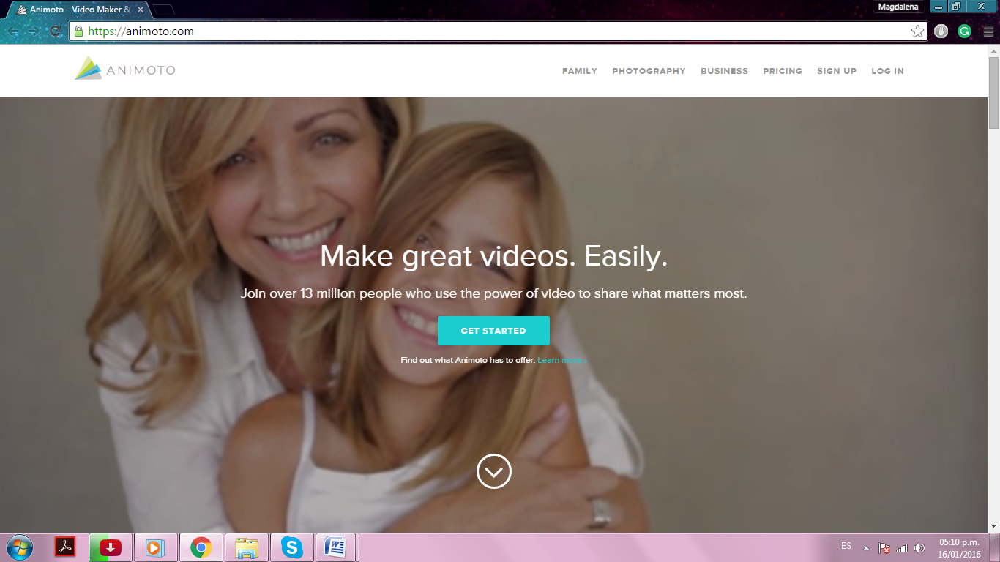 Animoto - Video Maker &
Magdalena
https://animoto.com
ANIMOTO
FAMILY PHOTOGRAPHY BUSINESS PRICING SIGN UP LOG IN
Make great videos. Easily.
Join over 13 million people who use the power of video to share what matters most.
GET STARTED
Find out what Animoto has to offer. Learn more ›
ES
05:10 p.m.
16/01/2016